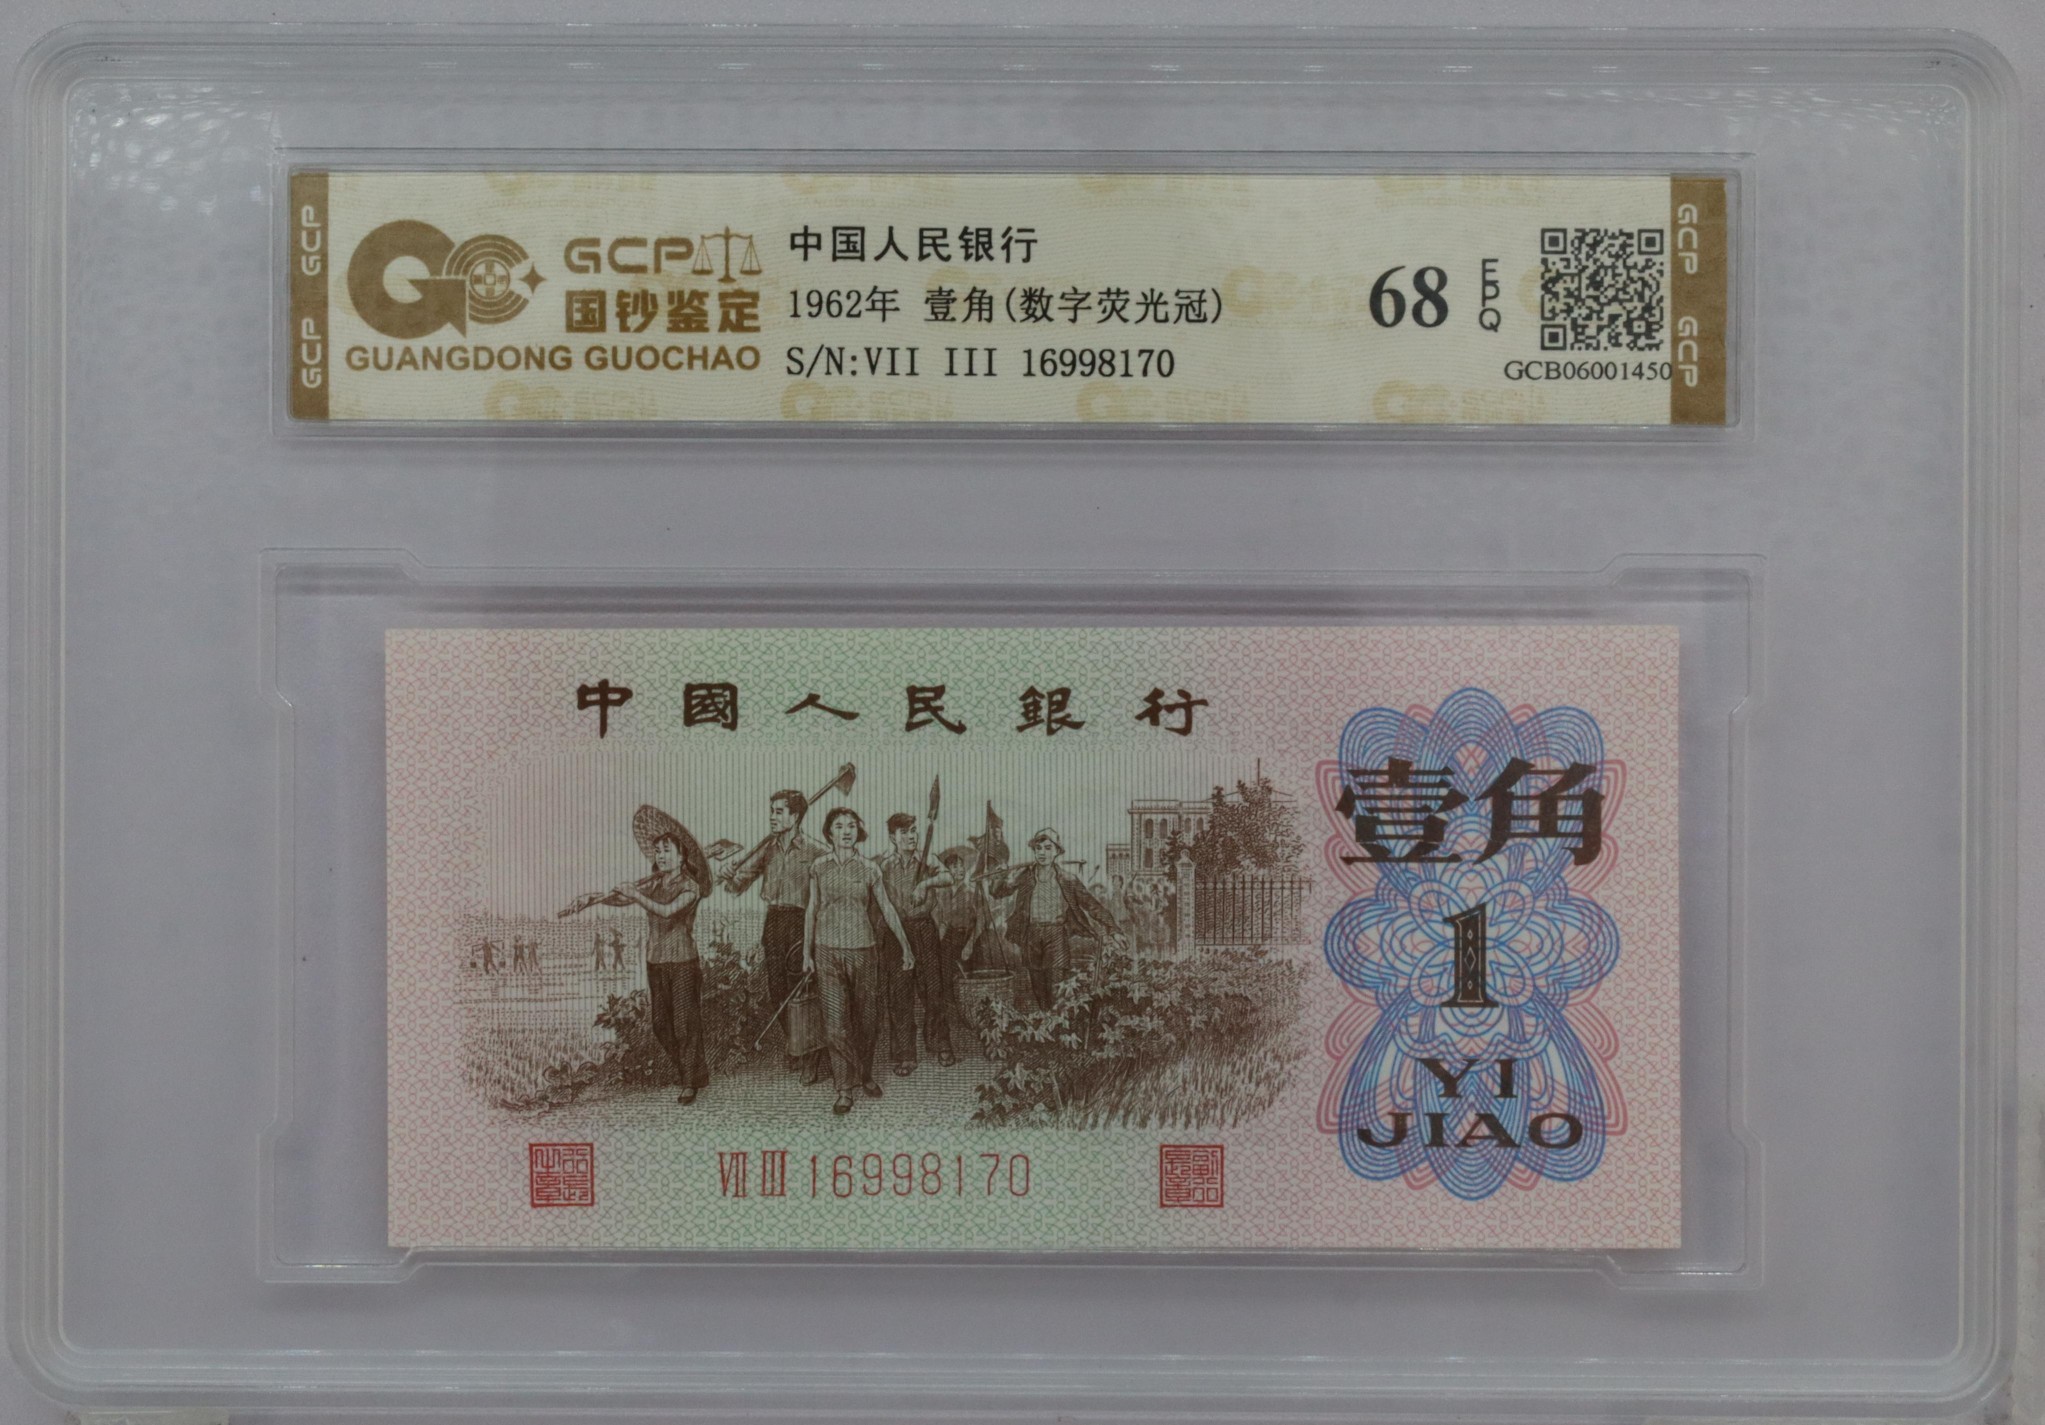 GCP
GCP
GCP
国钞鉴定
GUANGDONG GUOCHAO
中国人民银行
1962年 壹角(数字荧光冠)
S/N:VII III 16998170
68
EPQ
GCB06001450
GCP
GCP
中國人民銀行
壹角
1
YI
JIAO
VII III 16998170